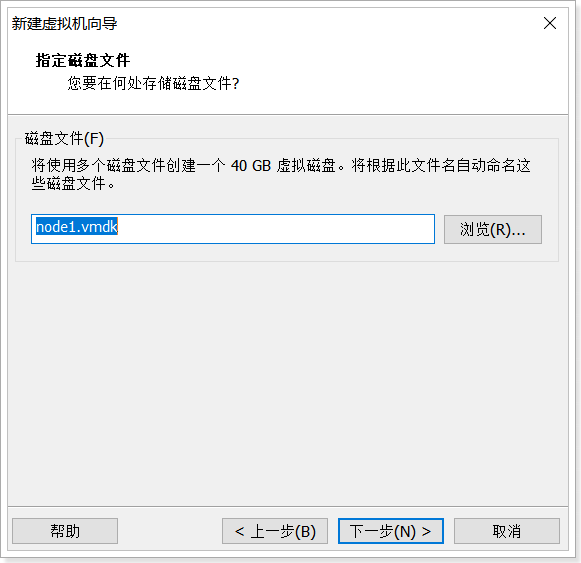 新建虚拟机向导
指定磁盘文件
您要在何处存储磁盘文件?
磁盘文件(F)
将使用多个磁盘文件创建一个 40 GB 虚拟磁盘。将根据此文件名自动命名这
些磁盘文件。
node1.vmdk
浏览(R)...
帮助
< 上一步(B)
下一步(N) >
取消